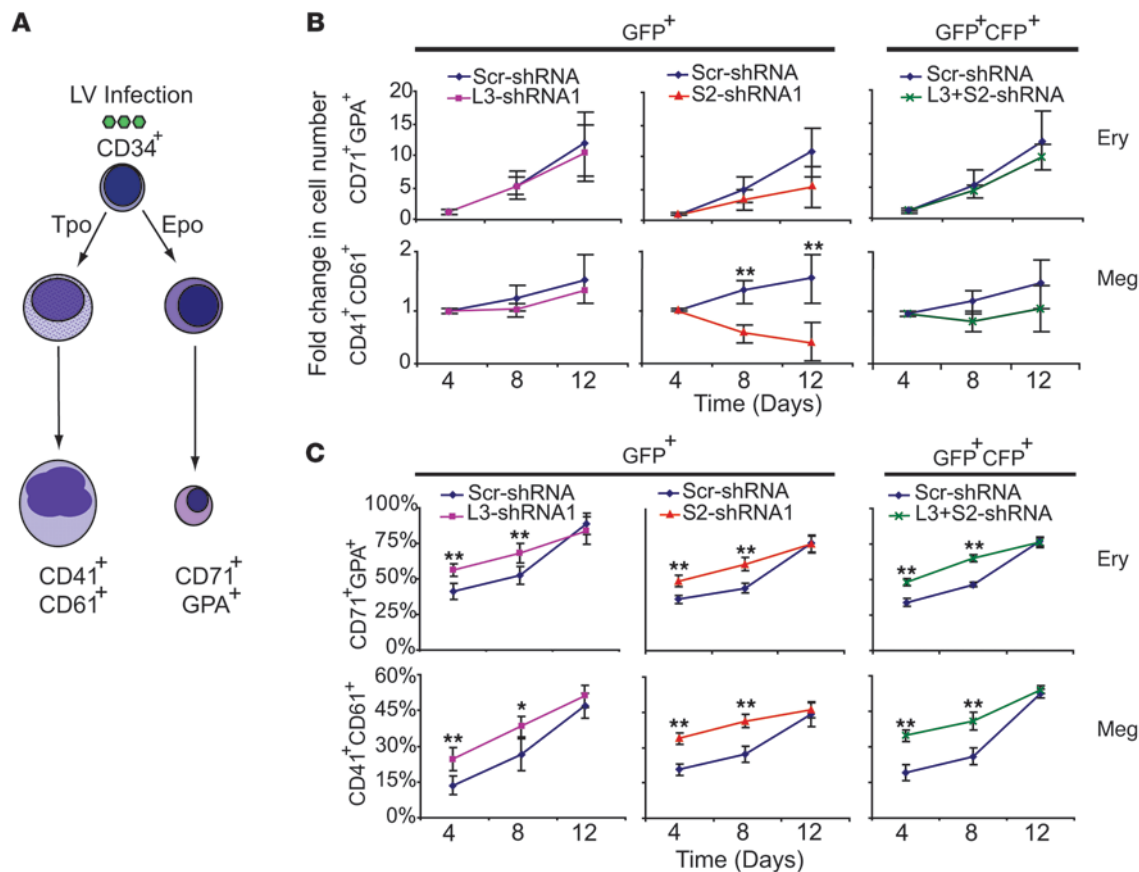 A
LV Infection
CD34+
Tpo
Epo
CD41+
CD61+
CD71+
GPA+
B
GFP+
GFP+CFP+
Fold change in cell number
CD71+GPA+
20
15
10
5
0
Scr-shRNA
L3-shRNA1
Scr-shRNA
S2-shRNA1
Scr-shRNA
L3+S2-shRNA
Ery
CD41+CD61+
2
1
0
**
**
Meg
4 8 12
4 8 12
4 8 12
Time (Days)
C
GFP+
GFP+CFP+
CD71+GPA+
100%
75%
50%
25%
0%
Scr-shRNA
L3-shRNA1
** **
Scr-shRNA
S2-shRNA1
** **
Scr-shRNA
L3+S2-shRNA
** **
Ery
CD41+CD61+
60%
45%
30%
15%
0%
** *
** **
** **
Meg
4 8 12
4 8 12
4 8 12
Time (Days)